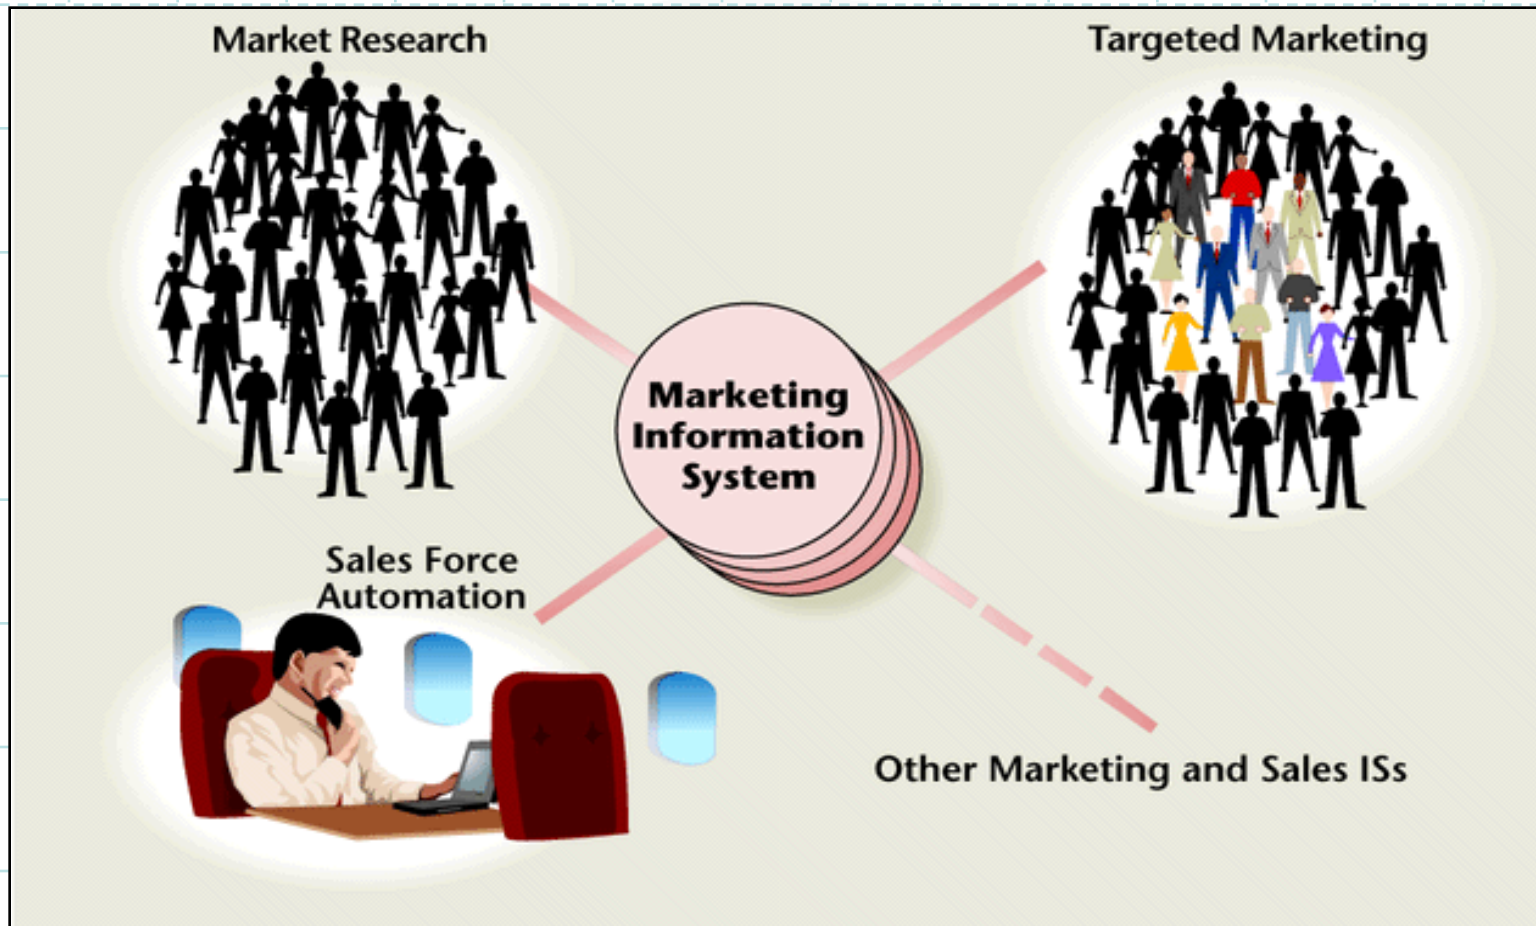 Market Research
Targeted Marketing
Marketing
Information
System
Sales Force
Automation
Other Marketing and Sales ISs